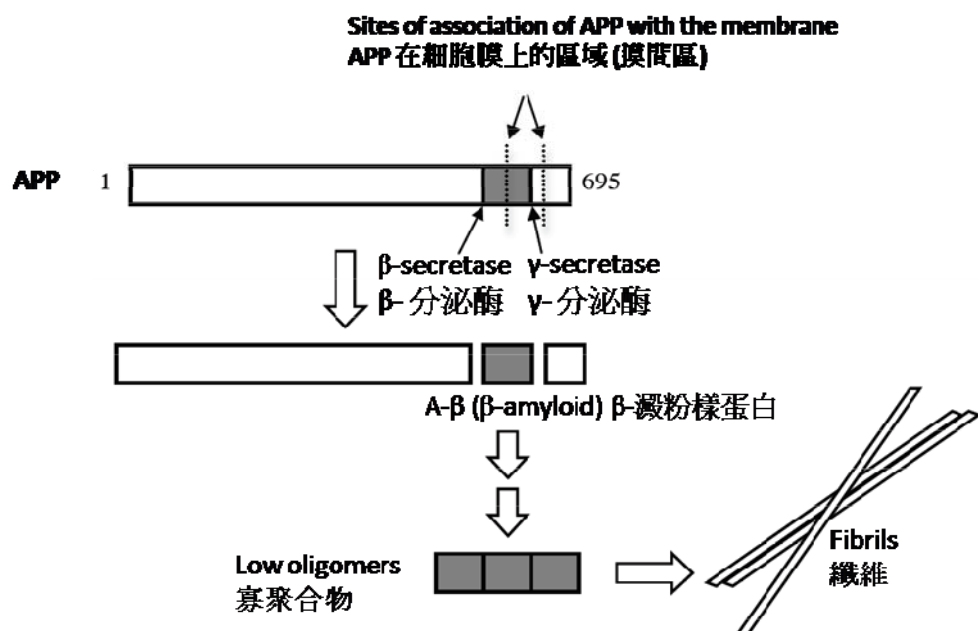 Sites of association of APP with the membrane
APP 在細胞膜上的區域 (摸間區)
APP 1 695
β-secretase γ-secretase
β- 分泌酶 γ- 分泌酶
A-β (β-amyloid) β-澱粉樣蛋白
Low oligomers
寡聚合物
Fibrils
纖維